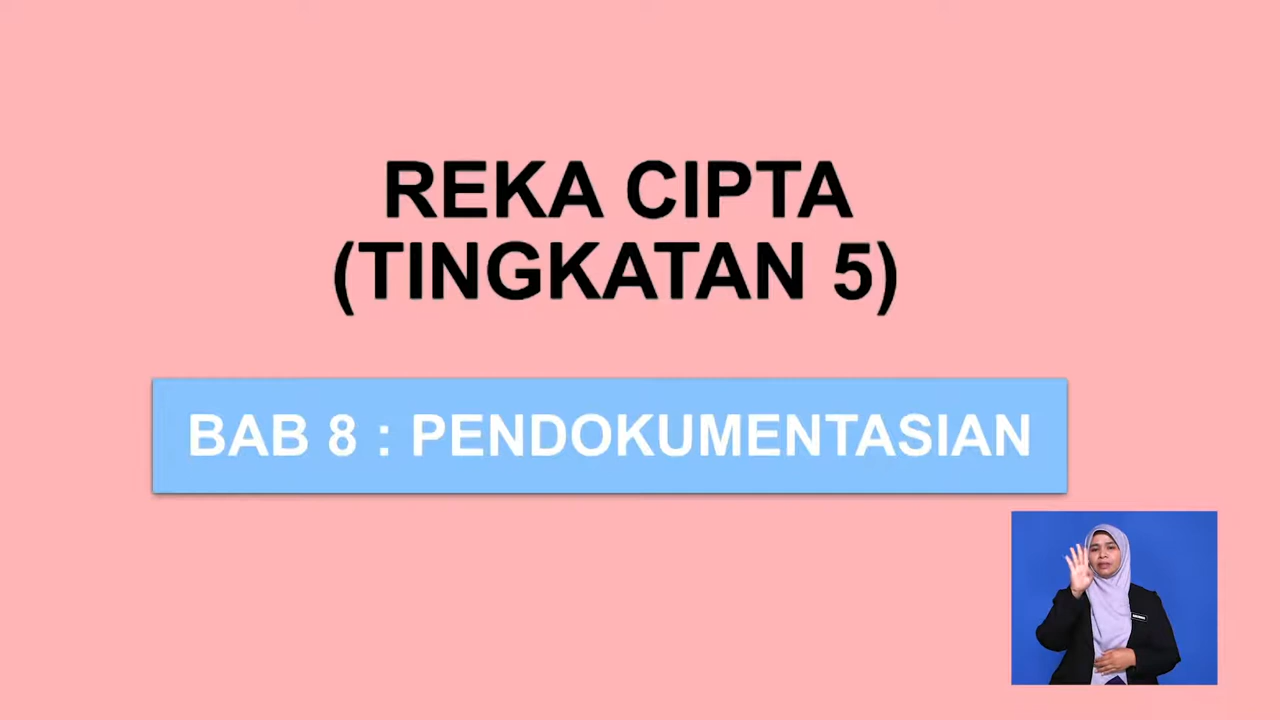 REKA CIPTA
(TINGKATAN 5)
BAB 8 : PENDOKUMENTASIAN